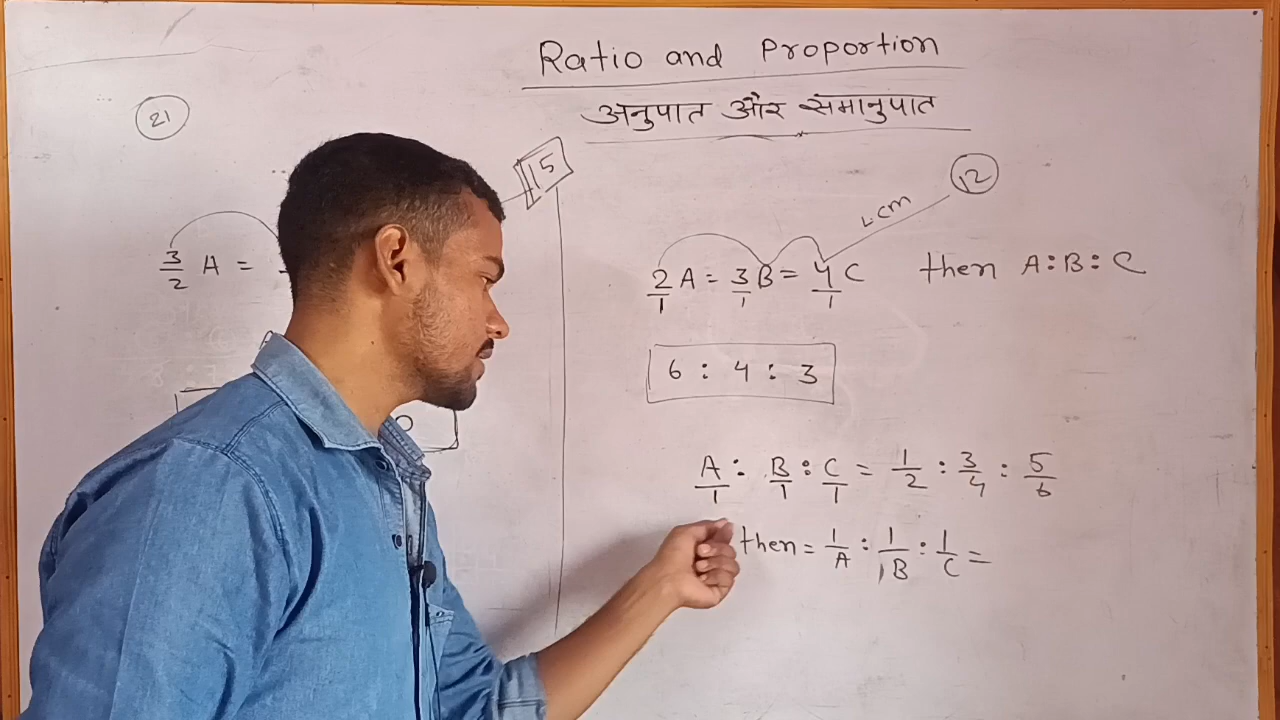 Ratio and Proportion
अनुपात और समानुपात
21
15
12
LCM
3/2 A =
2/1 A = 3/1 B = 4/1 C then A:B:C
6 : 4 : 3
A/1 : B/1 : C/1 = 1/2 : 3/4 : 5/6
then = 1/A : 1/B : 1/C =